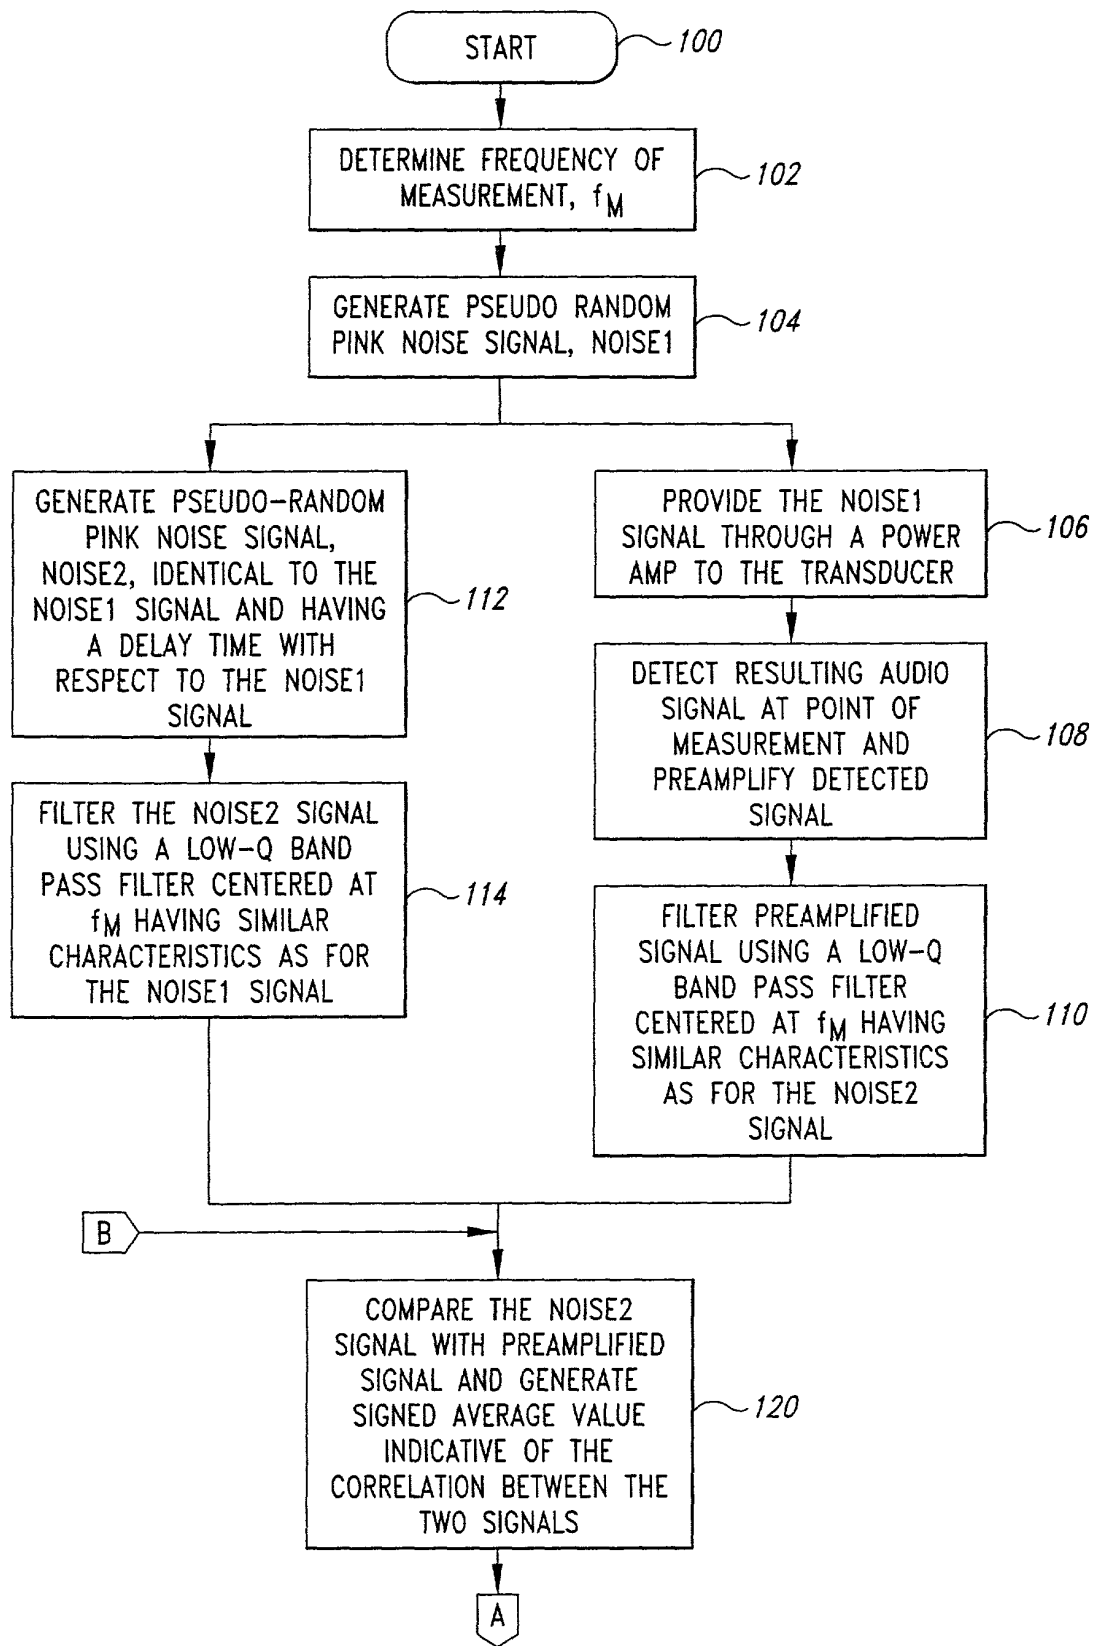 START
100
DETERMINE FREQUENCY OF
MEASUREMENT, fM
102
GENERATE PSEUDO RANDOM
PINK NOISE SIGNAL, NOISE1
104
GENERATE PSEUDO-RANDOM
PINK NOISE SIGNAL,
NOISE2, IDENTICAL TO THE
NOISE1 SIGNAL AND HAVING
A DELAY TIME WITH
RESPECT TO THE NOISE1
SIGNAL
112
FILTER THE NOISE2 SIGNAL
USING A LOW-Q BAND
PASS FILTER CENTERED AT
fM HAVING SIMILAR
CHARACTERISTICS AS FOR
THE NOISE1 SIGNAL
114
PROVIDE THE NOISE1
SIGNAL THROUGH A POWER
AMP TO THE TRANSDUCER
106
DETECT RESULTING AUDIO
SIGNAL AT POINT OF
MEASUREMENT AND
PREAMPLIFY DETECTED
SIGNAL
108
FILTER PREAMPLIFIED
SIGNAL USING A LOW-Q
BAND PASS FILTER
CENTERED AT fM HAVING
SIMILAR CHARACTERISTICS
AS FOR THE NOISE2
SIGNAL
110
B
COMPARE THE NOISE2
SIGNAL WITH PREAMPLIFIED
SIGNAL AND GENERATE
SIGNED AVERAGE VALUE
INDICATIVE OF THE
CORRELATION BETWEEN THE
TWO SIGNALS
120
A